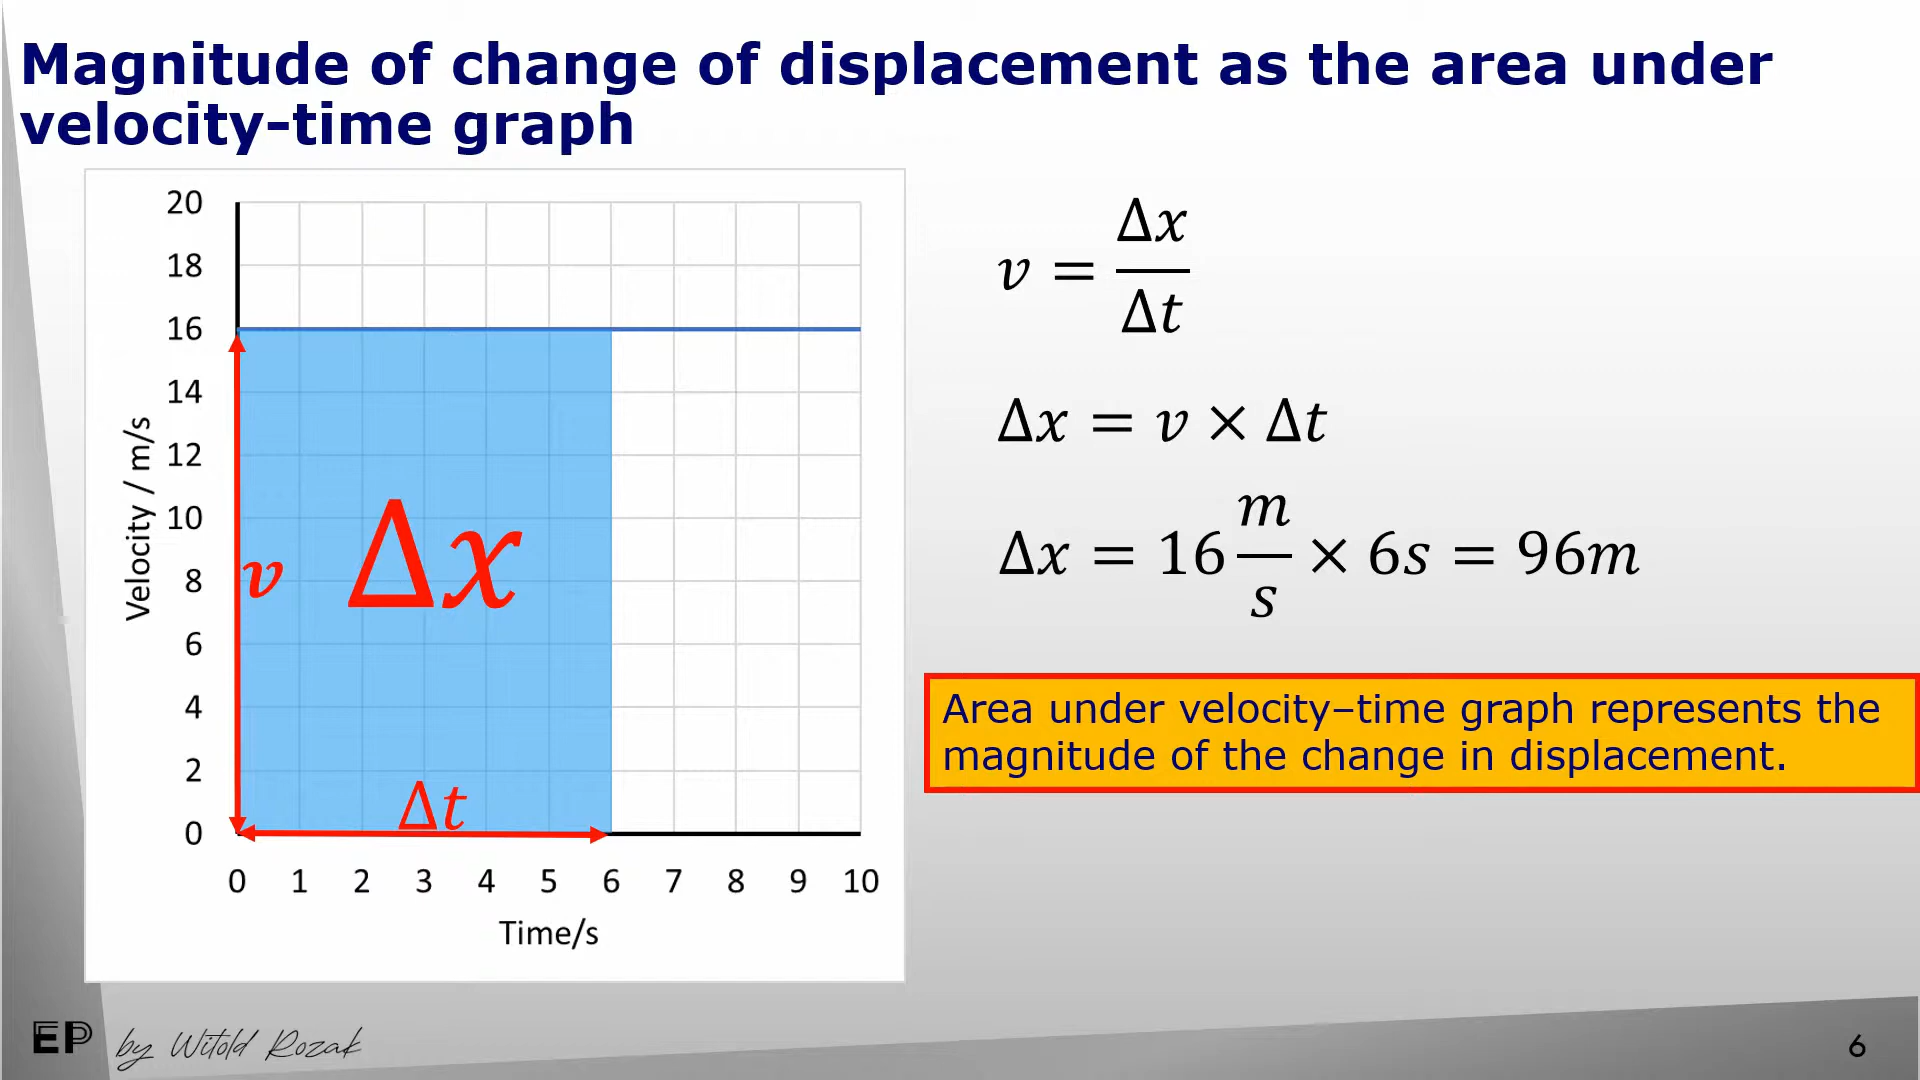 Magnitude of change of displacement as the area under
velocity-time graph
20
18
16
14
12
10
8
6
4
2
0
Velocity / m/s
v
Δx
Δt
0 1 2 3 4 5 6 7 8 9 10
Time/s
v = Δx/Δt
Δx = v × Δt
Δx = 16 m/s × 6s = 96m
Area under velocity–time graph represents the
magnitude of the change in displacement.
EP by Witold Rozak
6